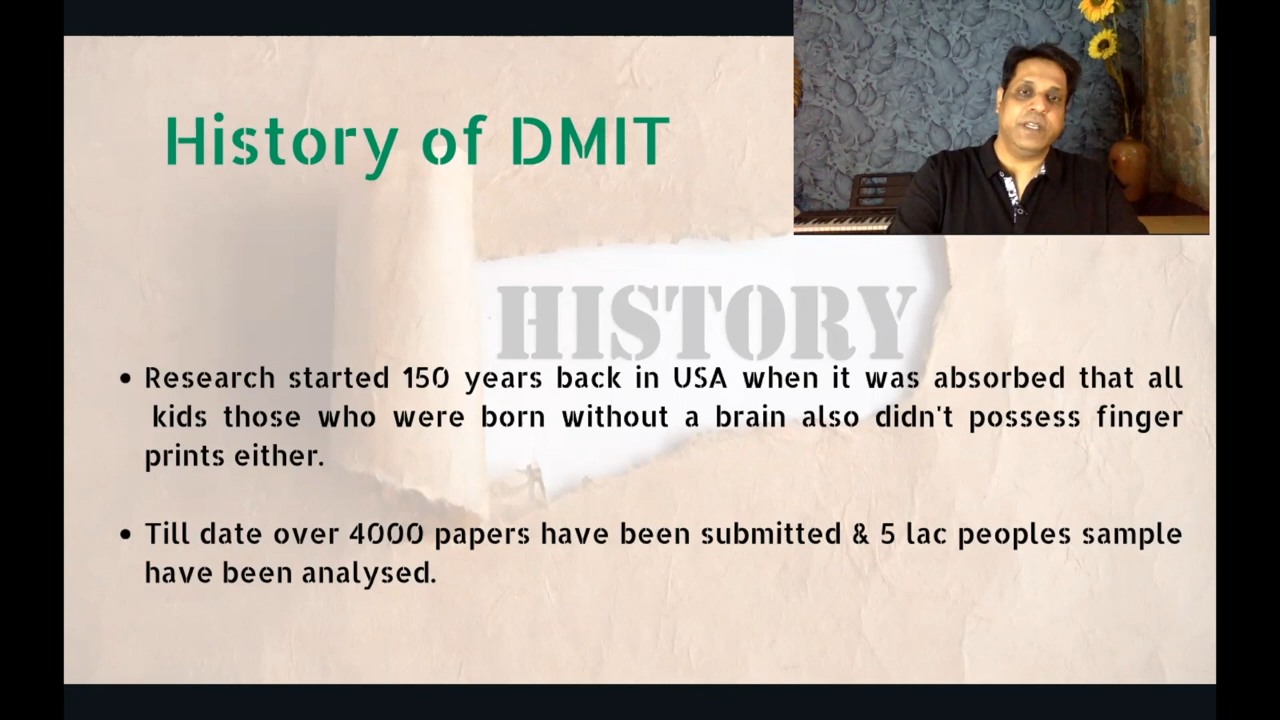 History of DMIT
HISTORY
• Research started 150 years back in USA when it was absorbed that all
kids those who were born without a brain also didn't possess finger
prints either.
• Till date over 4000 papers have been submitted & 5 lac peoples sample
have been analysed.